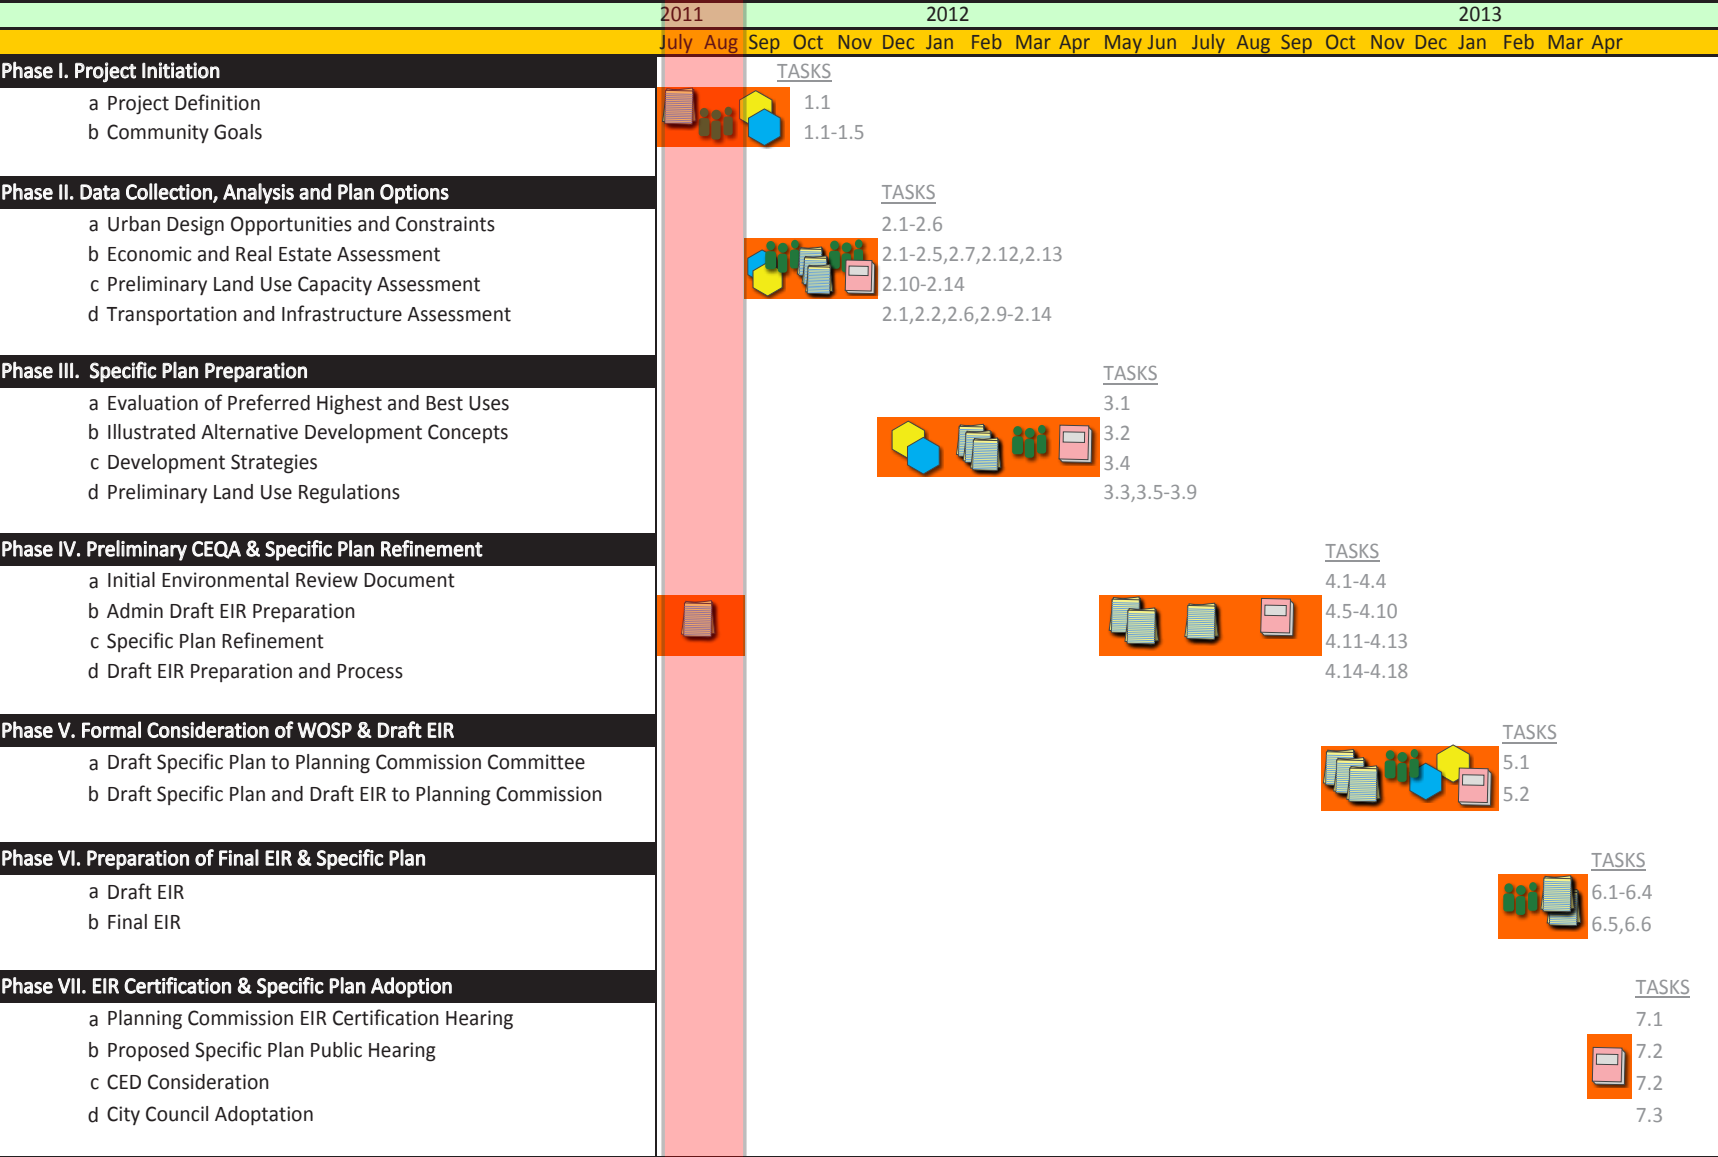 2011 2012 2013
July Aug Sep Oct Nov Dec Jan Feb Mar Apr May Jun July Aug Sep Oct Nov Dec Jan Feb Mar Apr
Phase I. Project Initiation TASKS
a Project Definition 1.1
b Community Goals 1.1-1.5
Phase II. Data Collection, Analysis and Plan Options TASKS
a Urban Design Opportunities and Constraints 2.1-2.6
b Economic and Real Estate Assessment 2.1-2.5,2.7,2.12,2.13
c Preliminary Land Use Capacity Assessment 2.10-2.14
d Transportation and Infrastructure Assessment 2.1,2.2,2.6,2.9-2.14
Phase III. Specific Plan Preparation TASKS
a Evaluation of Preferred Highest and Best Uses 3.1
b Illustrated Alternative Development Concepts 3.2
c Development Strategies 3.4
d Preliminary Land Use Regulations 3.3,3.5-3.9
Phase IV. Preliminary CEQA & Specific Plan Refinement TASKS
a Initial Environmental Review Document 4.1-4.4
b Admin Draft EIR Preparation 4.5-4.10
c Specific Plan Refinement 4.11-4.13
d Draft EIR Preparation and Process 4.14-4.18
Phase V. Formal Consideration of WOSP & Draft EIR TASKS
a Draft Specific Plan to Planning Commission Committee 5.1
b Draft Specific Plan and Draft EIR to Planning Commission 5.2
Phase VI. Preparation of Final EIR & Specific Plan TASKS
a Draft EIR 6.1-6.4
b Final EIR 6.5,6.6
Phase VII. EIR Certification & Specific Plan Adoption TASKS
a Planning Commission EIR Certification Hearing 7.1
b Proposed Specific Plan Public Hearing 7.2
c CED Consideration 7.2
d City Council Adoptation 7.3